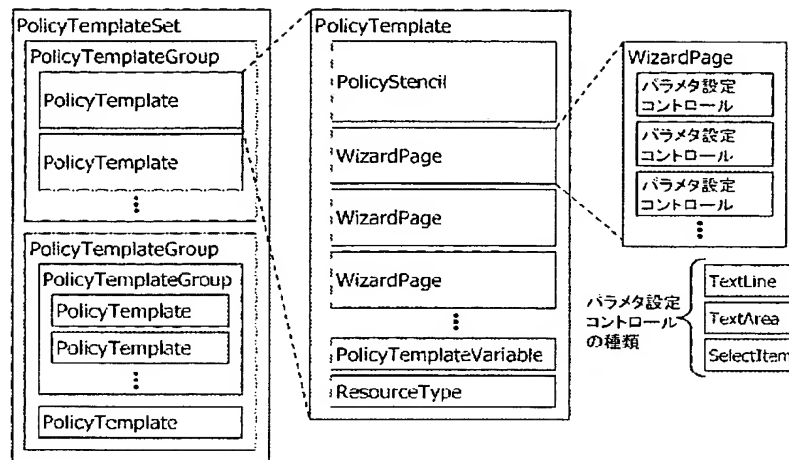 PolicyTemplateSet
PolicyTemplateGroup
PolicyTemplate
PolicyTemplate
PolicyTemplateGroup
PolicyTemplateGroup
PolicyTemplate
PolicyTemplate
PolicyTemplate
PolicyTemplate
PolicyStencil
WizardPage
WizardPage
WizardPage
PolicyTemplateVariable
ResourceType
WizardPage
パラメタ設定
コントロール
パラメタ設定
コントロール
パラメタ設定
コントロール
パラメタ設定
コントロール
の種類
TextLine
TextArea
SelectItem